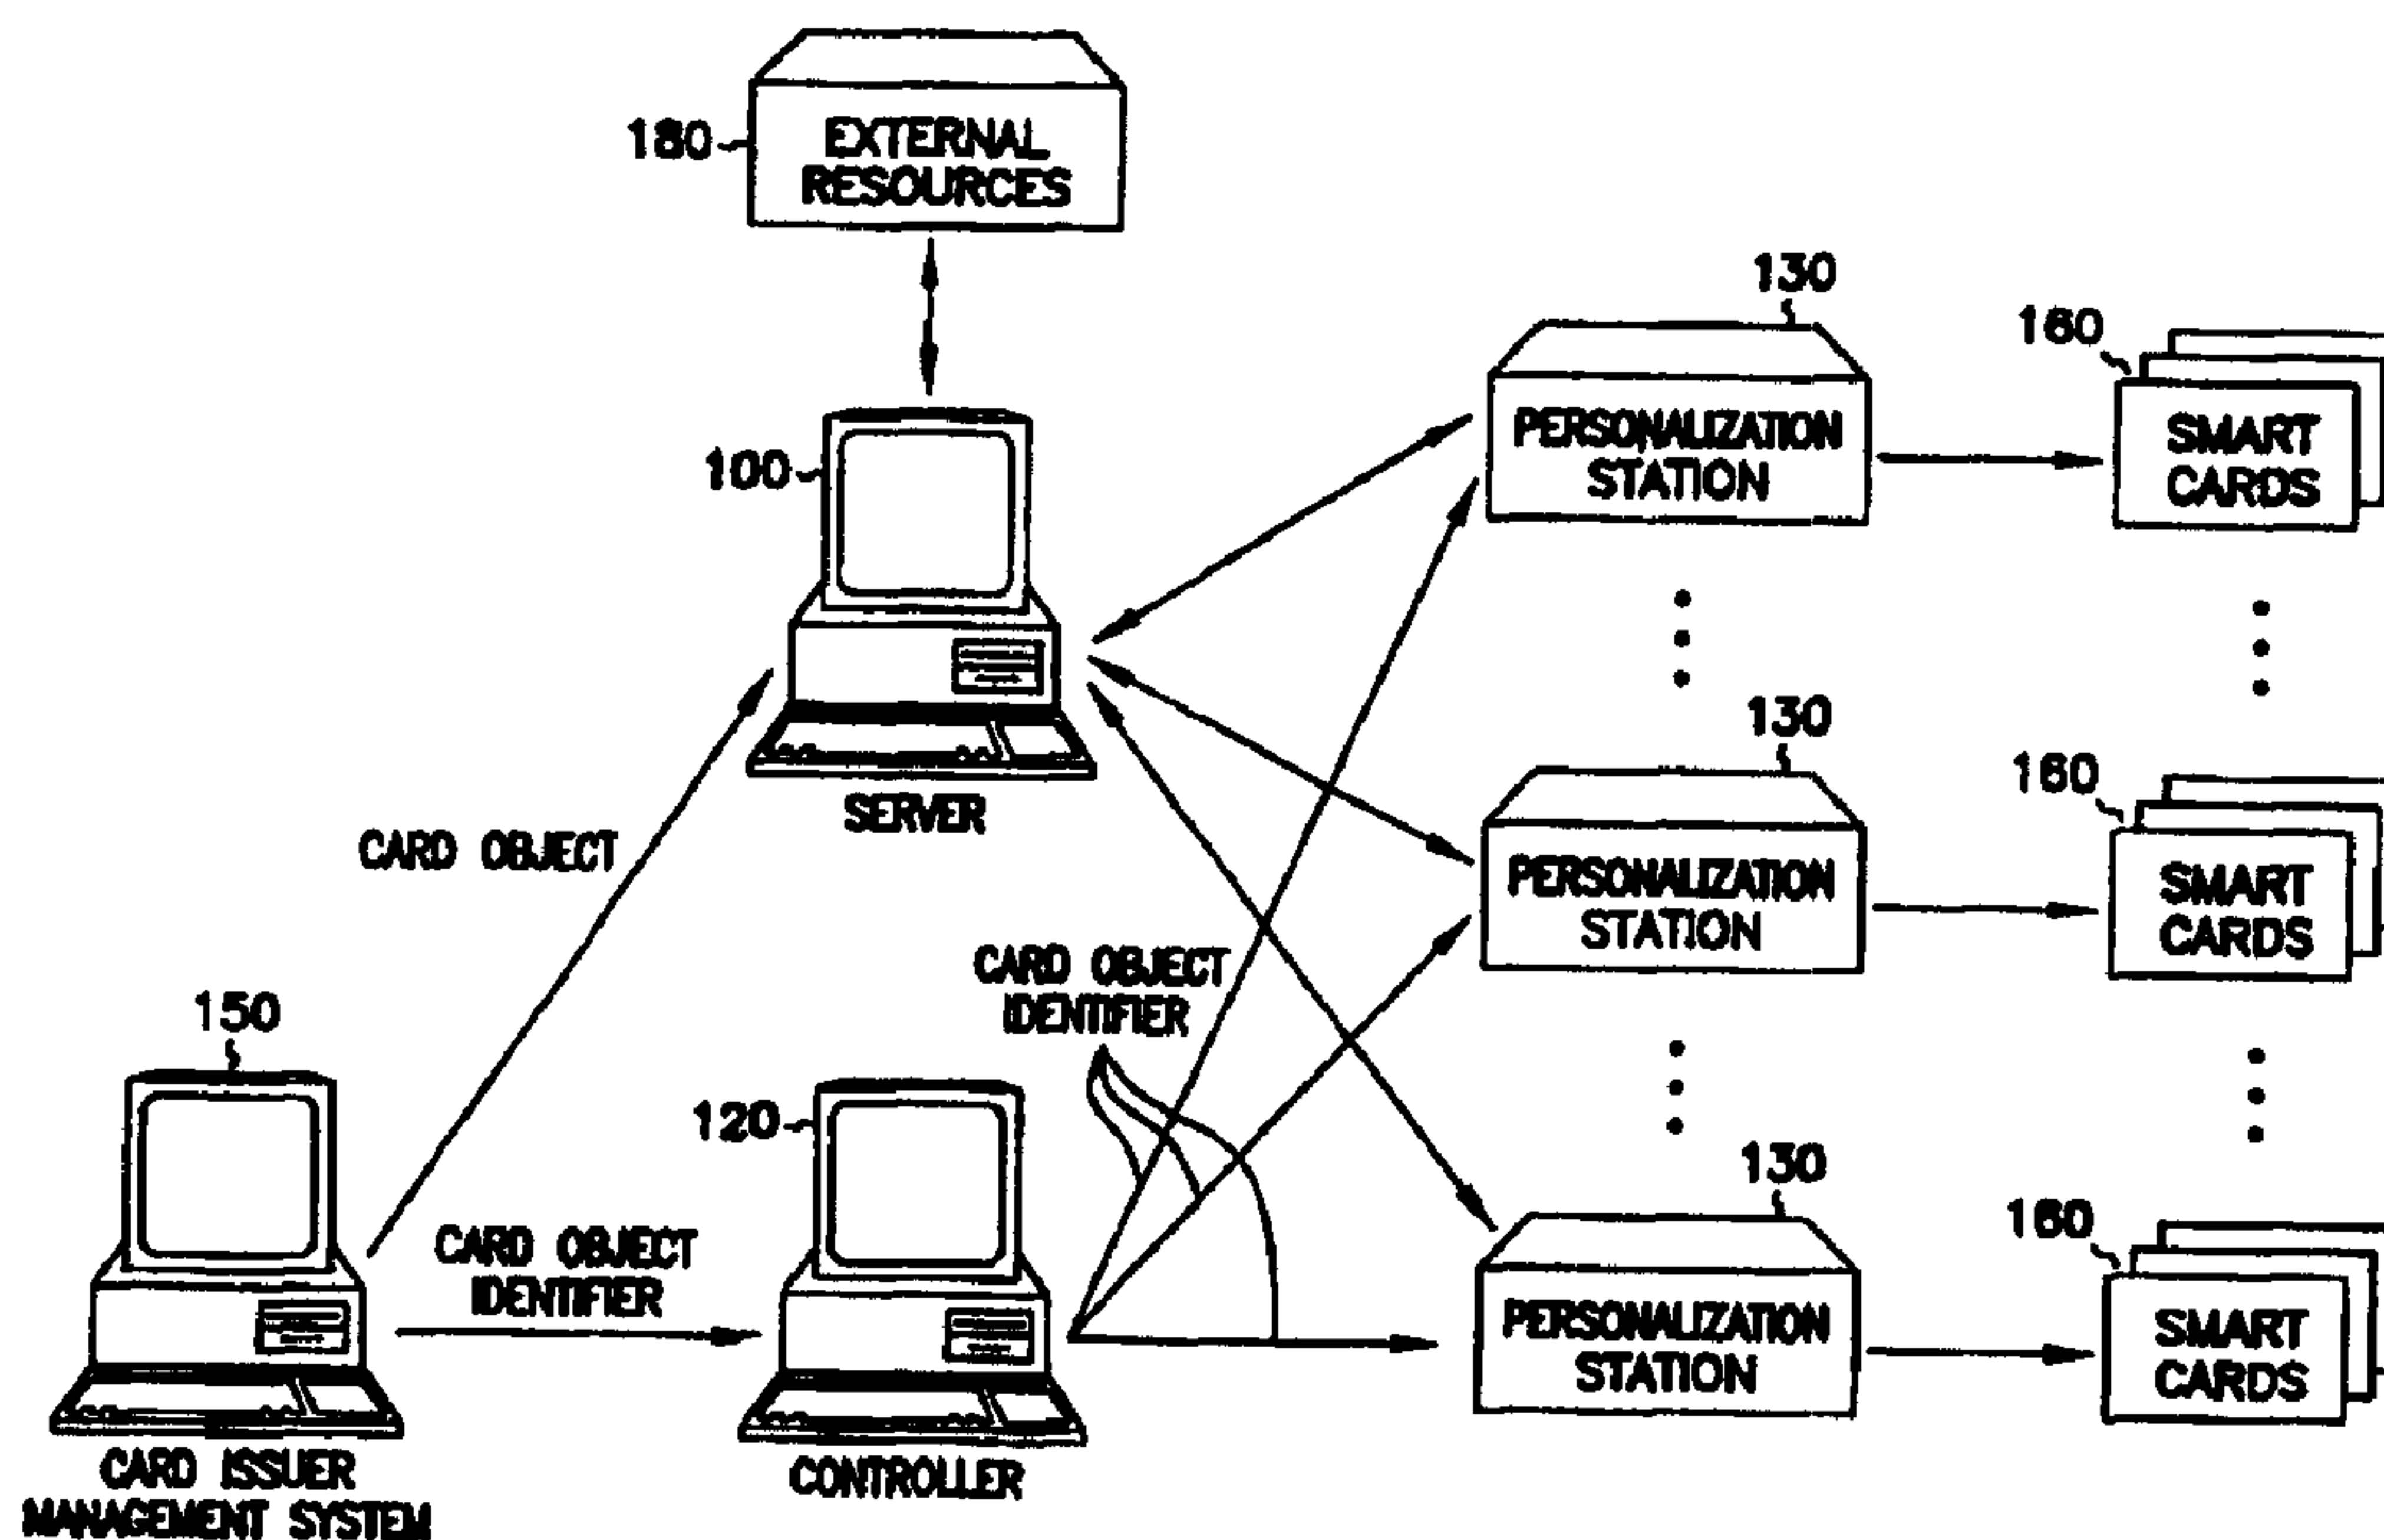 180
EXTERNAL
RESOURCES
100
SERVER
130
PERSONALIZATION
STATION
160
SMART
CARDS
130
PERSONALIZATION
STATION
160
SMART
CARDS
CARD OBJECT
CARD OBJECT
IDENTIFIER
150
CARD ISSUER
MANAGEMENT SYSTEM
CARD OBJECT
IDENTIFIER
120
CONTROLLER
130
PERSONALIZATION
STATION
160
SMART
CARDS